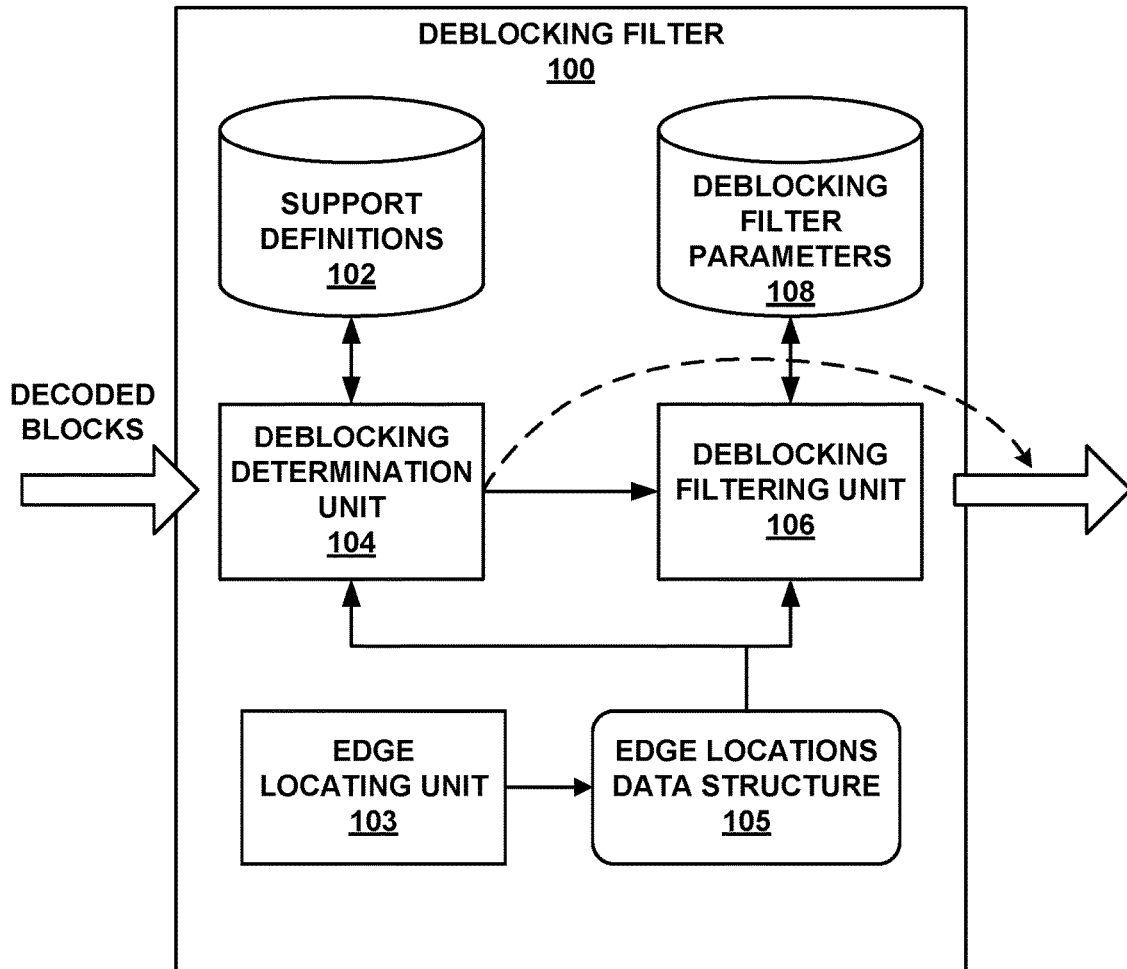 DEBLOCKING FILTER
100
SUPPORT
DEFINITIONS
102
DEBLOCKING
FILTER
PARAMETERS
108
DECODED
BLOCKS
DEBLOCKING
DETERMINATION
UNIT
104
DEBLOCKING
FILTERING UNIT
106
EDGE
LOCATING UNIT
103
EDGE LOCATIONS
DATA STRUCTURE
105